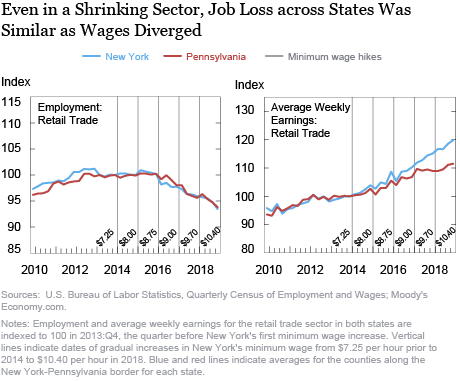 Even in a Shrinking Sector, Job Loss across States Was
Similar as Wages Diverged
New York Pennsylvania Minimum wage hikes
Index
115
110
105
100
95
90
85
Employment:
Retail Trade
$7.25 $8.00 $8.75 $9.00 $9.70 $10.40
2010 2012 2014 2016 2018
Index
130
120
110
100
90
80
Average Weekly
Earnings:
Retail Trade
$7.25 $8.00 $8.75 $9.00 $9.70 $10.40
2010 2012 2014 2016 2018
Sources: U.S. Bureau of Labor Statistics, Quarterly Census of Employment and Wages; Moody's
Economy.com.
Notes: Employment and average weekly earnings for the retail trade sector in both states are
indexed to 100 in 2013:Q4, the quarter before New York's first minimum wage increase. Vertical
lines indicate dates of gradual increases in New York's minimum wage from $7.25 per hour prior to
2014 to $10.40 per hour in 2018. Blue and red lines indicate averages for the counties along the
New York-Pennsylvania border for each state.